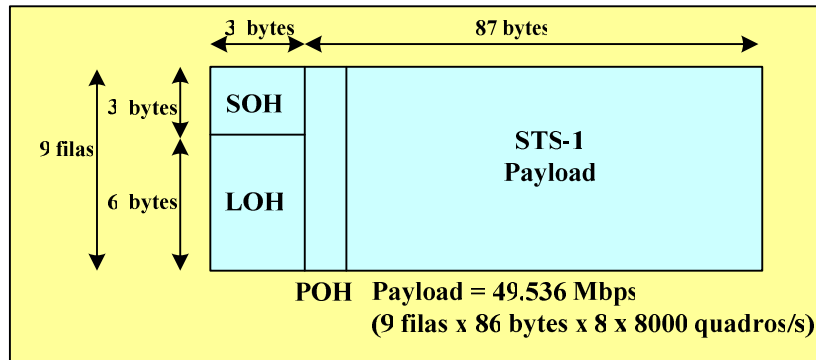 3 bytes
87 bytes
SOH
3 bytes
9 filas
STS-1
Payload
6 bytes
LOH
POH
Payload = 49.536 Mbps
(9 filas x 86 bytes x 8 x 8000 quadros/s)